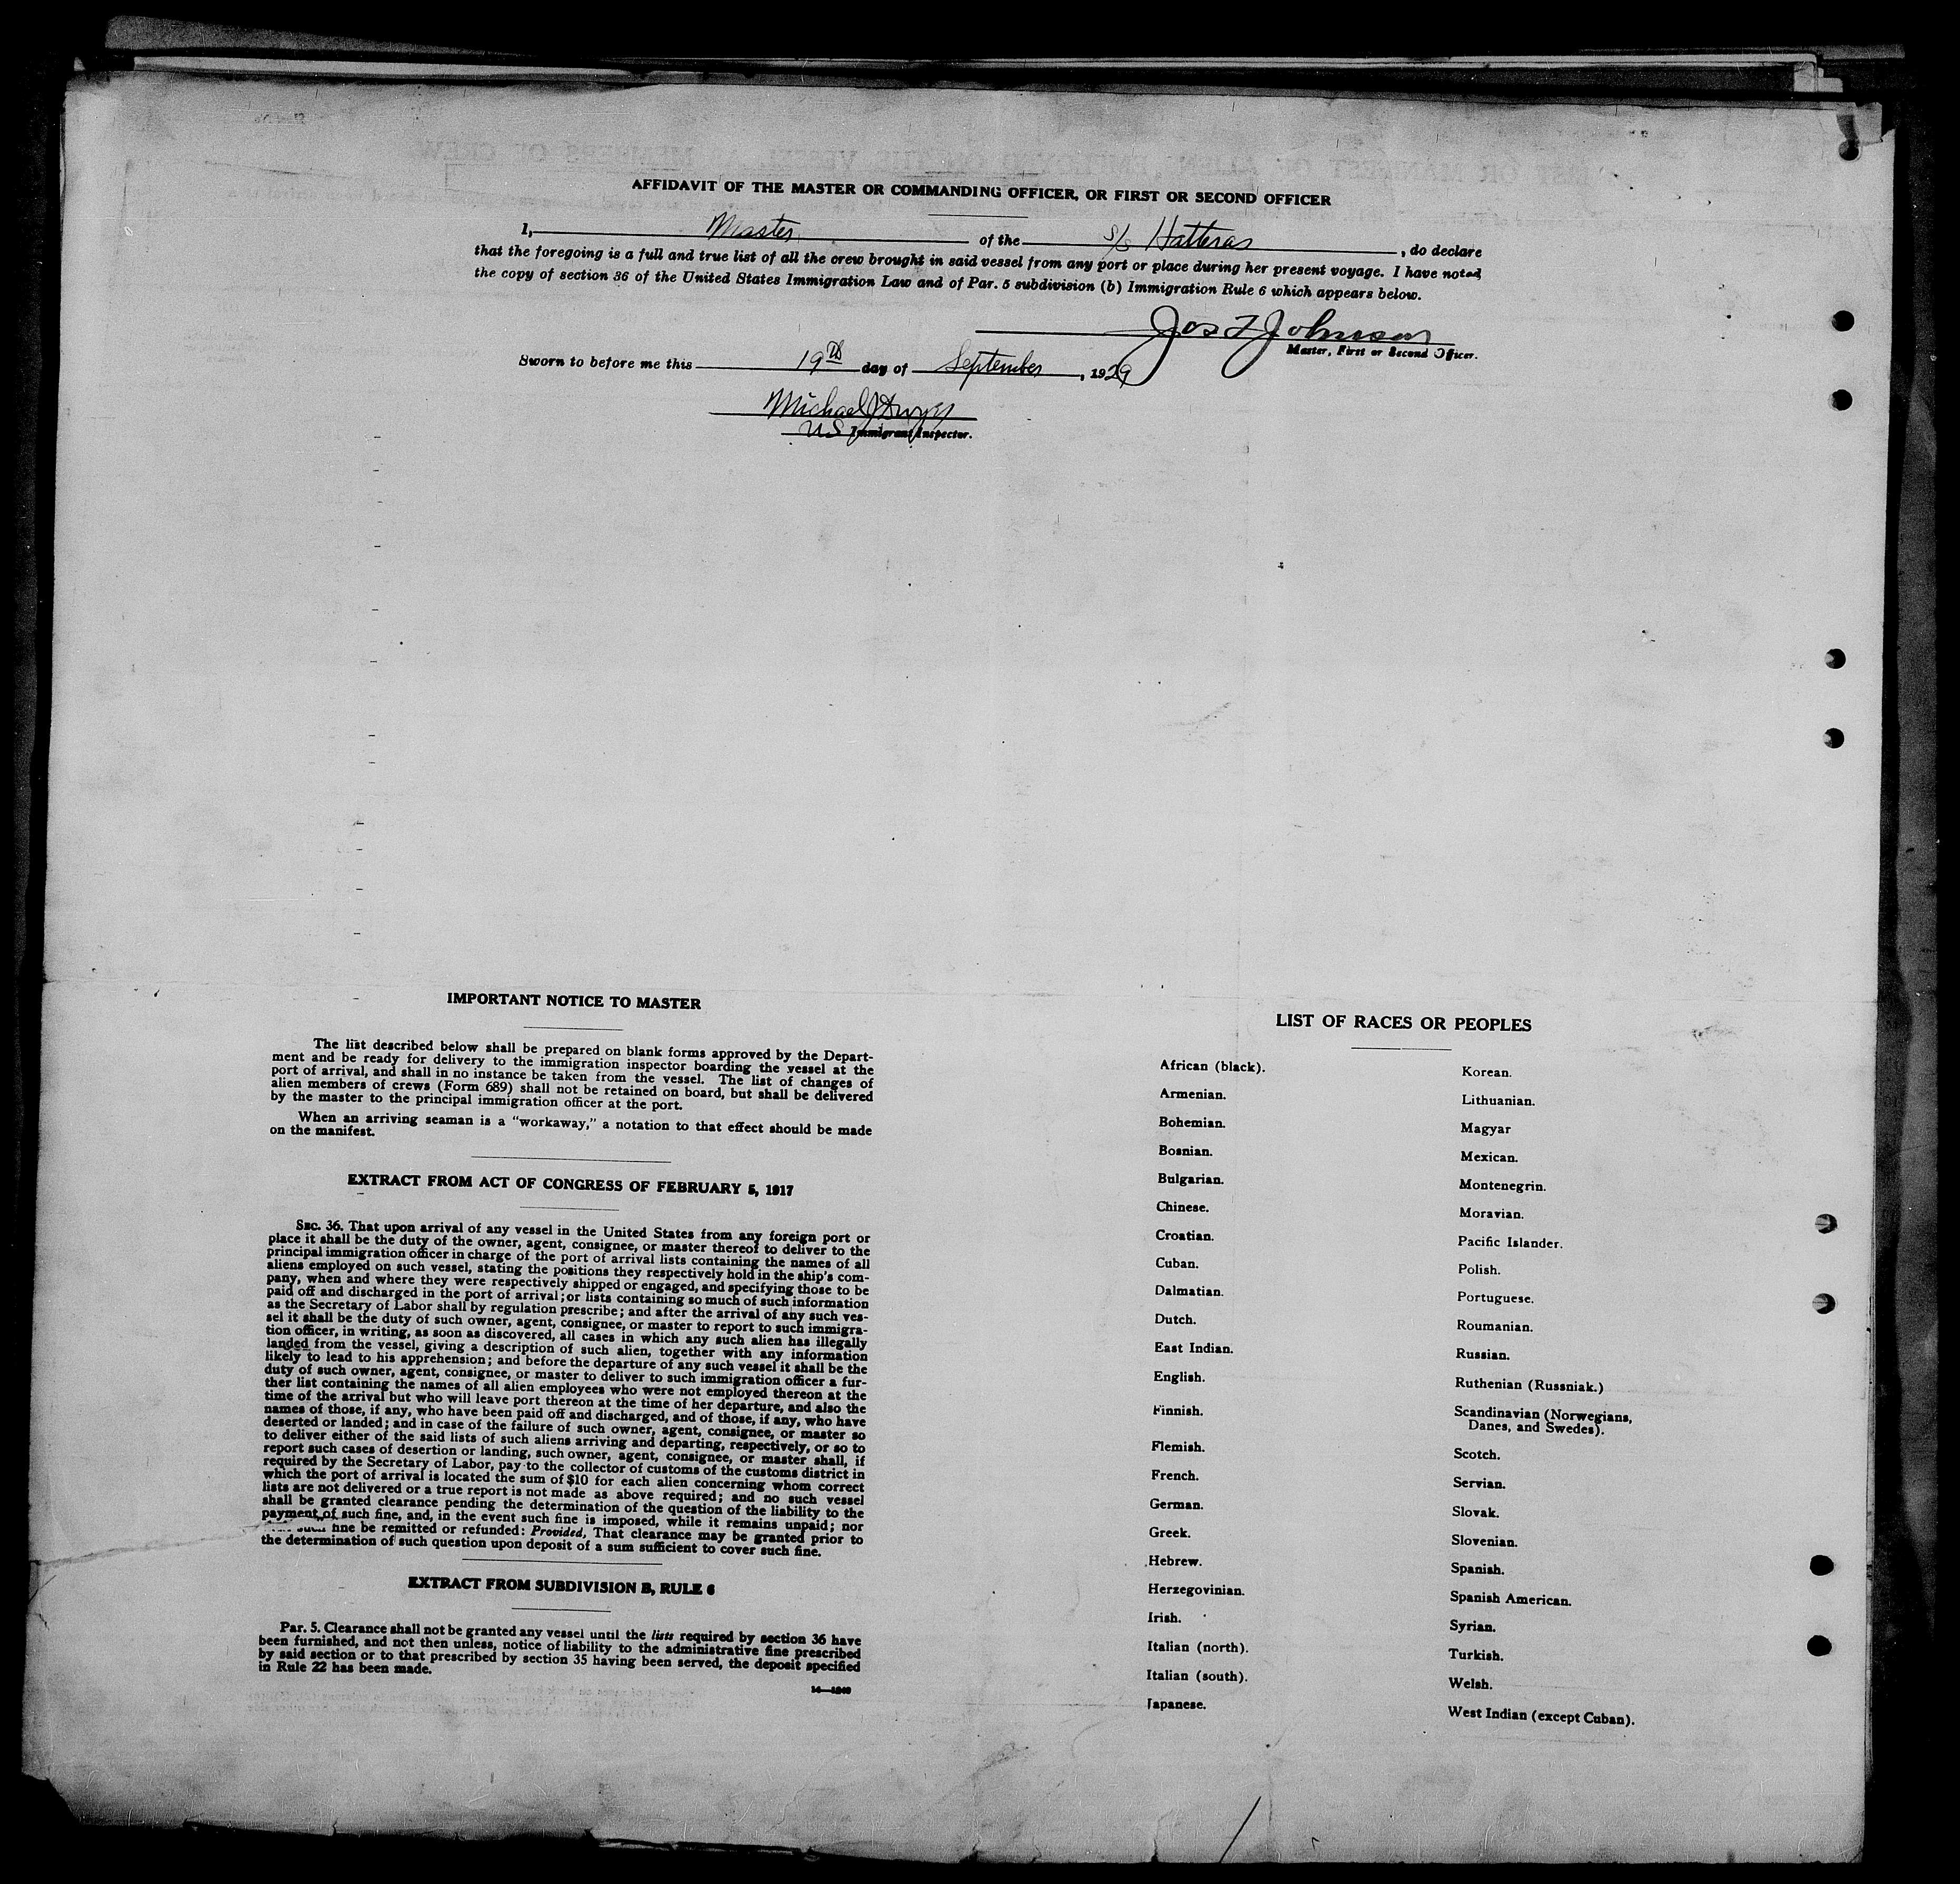 AFFIDAVIT OF THE MASTER OR COMMANDING OFFICER, OR FIRST OR SECOND OFFICER
I, Master of the S/S Hatteras, do declare
that the foregoing is a full and true list of all the crew brought in said vessel from any port or place during her present voyage. I have noted
the copy of section 36 of the United States Immigration Law and of Par. 5 subdivision (b) Immigration Rule 6 which appears below.
Jos F Johnson
Master, First or Second Officer.
Sworn to before me this 19th day of September, 1929
Michael J
US Immigrant Inspector.
IMPORTANT NOTICE TO MASTER
The list described below shall be prepared on blank forms approved by the Depart-
ment and be ready for delivery to the immigration inspector boarding the vessel at the
port of arrival, and shall in no instance be taken from the vessel. The list of changes of
alien members of crews (Form 689) shall not be retained on board, but shall be delivered
by the master to the principal immigration officer at the port.
When an arriving seaman is a "workaway," a notation to that effect should be made
on the manifest.
EXTRACT FROM ACT OF CONGRESS OF FEBRUARY 5, 1917
SEC. 36. That upon arrival of any vessel in the United States from any foreign port or
place it shall be the duty of the owner, agent, consignee, or master thereof to deliver to the
principal immigration officer in charge of the port of arrival lists containing the names of all
aliens employed on such vessel, stating the positions they respectively hold in the ship's com-
pany, when and where they were respectively shipped or engaged, and specifying those to be
paid off and discharged in the port of arrival; or lists containing so much of such information
as the Secretary of Labor shall by regulation prescribe; and after the arrival of any such ves-
sel it shall be the duty of such owner, agent, consignee, or master to report to such immigra-
tion officer, in writing, as soon as discovered, all cases in which any such alien has illegally
landed from the vessel, giving a description of such alien, together with any information
likely to lead to his apprehension; and before the departure of any such vessel it shall be the
duty of such owner, agent, consignee, or master to deliver to such immigration officer a fur-
ther list containing the names of all alien employees who were not employed thereon at the
time of the arrival but who will leave port thereon at the time of her departure, and also the
names of those, if any, who have been paid off and discharged, and of those, if any, who have
deserted or landed; and in case of the failure of such owner, agent, consignee, or master so
to deliver either of the said lists of such aliens arriving and departing, respectively, or so to
report such cases of desertion or landing, such owner, agent, consignee, or master shall, if
required by the Secretary of Labor, pay to the collector of customs of the customs district in
which the port of arrival is located the sum of $10 for each alien concerning whom correct
lists are not delivered or a true report is not made as above required; and no such vessel
shall be granted clearance pending the determination of the question of the liability to the
payment of such fine, and, in the event such fine is imposed, while it remains unpaid; nor
such fine be remitted or refunded: Provided, That clearance may be granted prior to
the determination of such question upon deposit of a sum sufficient to cover such fine.
EXTRACT FROM SUBDIVISION B, RULE 6
Par. 5. Clearance shall not be granted any vessel until the lists required by section 36 have
been furnished, and not then unless, notice of liability to the administrative fine prescribed
by said section or to that prescribed by section 35 having been served, the deposit specified
in Rule 22 has been made.
LIST OF RACES OR PEOPLES
African (black).
Armenian.
Bohemian.
Bosnian.
Bulgarian.
Chinese.
Croatian.
Cuban.
Dalmatian.
Dutch.
East Indian.
English.
Finnish.
Flemish.
French.
German.
Greek.
Hebrew.
Herzegovinian.
Irish.
Italian (north).
Italian (south).
Japanese.
Korean.
Lithuanian.
Magyar
Mexican.
Montenegrin.
Moravian.
Pacific Islander.
Polish.
Portuguese.
Roumanian.
Russian.
Ruthenian (Russniak.)
Scandinavian (Norwegians,
Danes, and Swedes).
Scotch.
Servian.
Slovak.
Slovenian.
Spanish.
Spanish American.
Syrian.
Turkish.
Welsh.
West Indian (except Cuban).